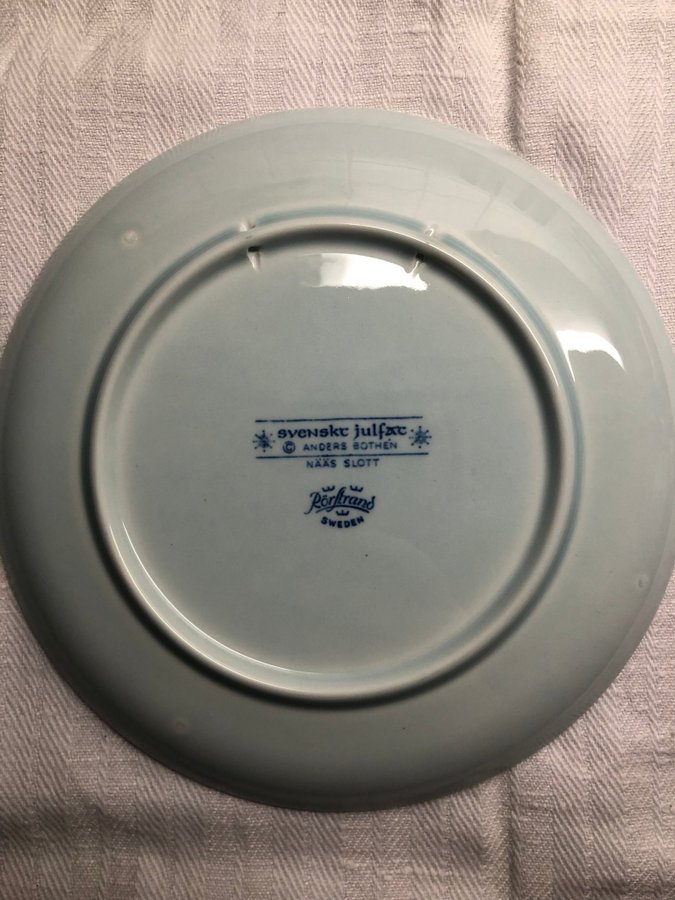 svenskt julfat
© ANDERS BOTHÉN
NÄÄS SLOTT
Rörstrand
SWEDEN